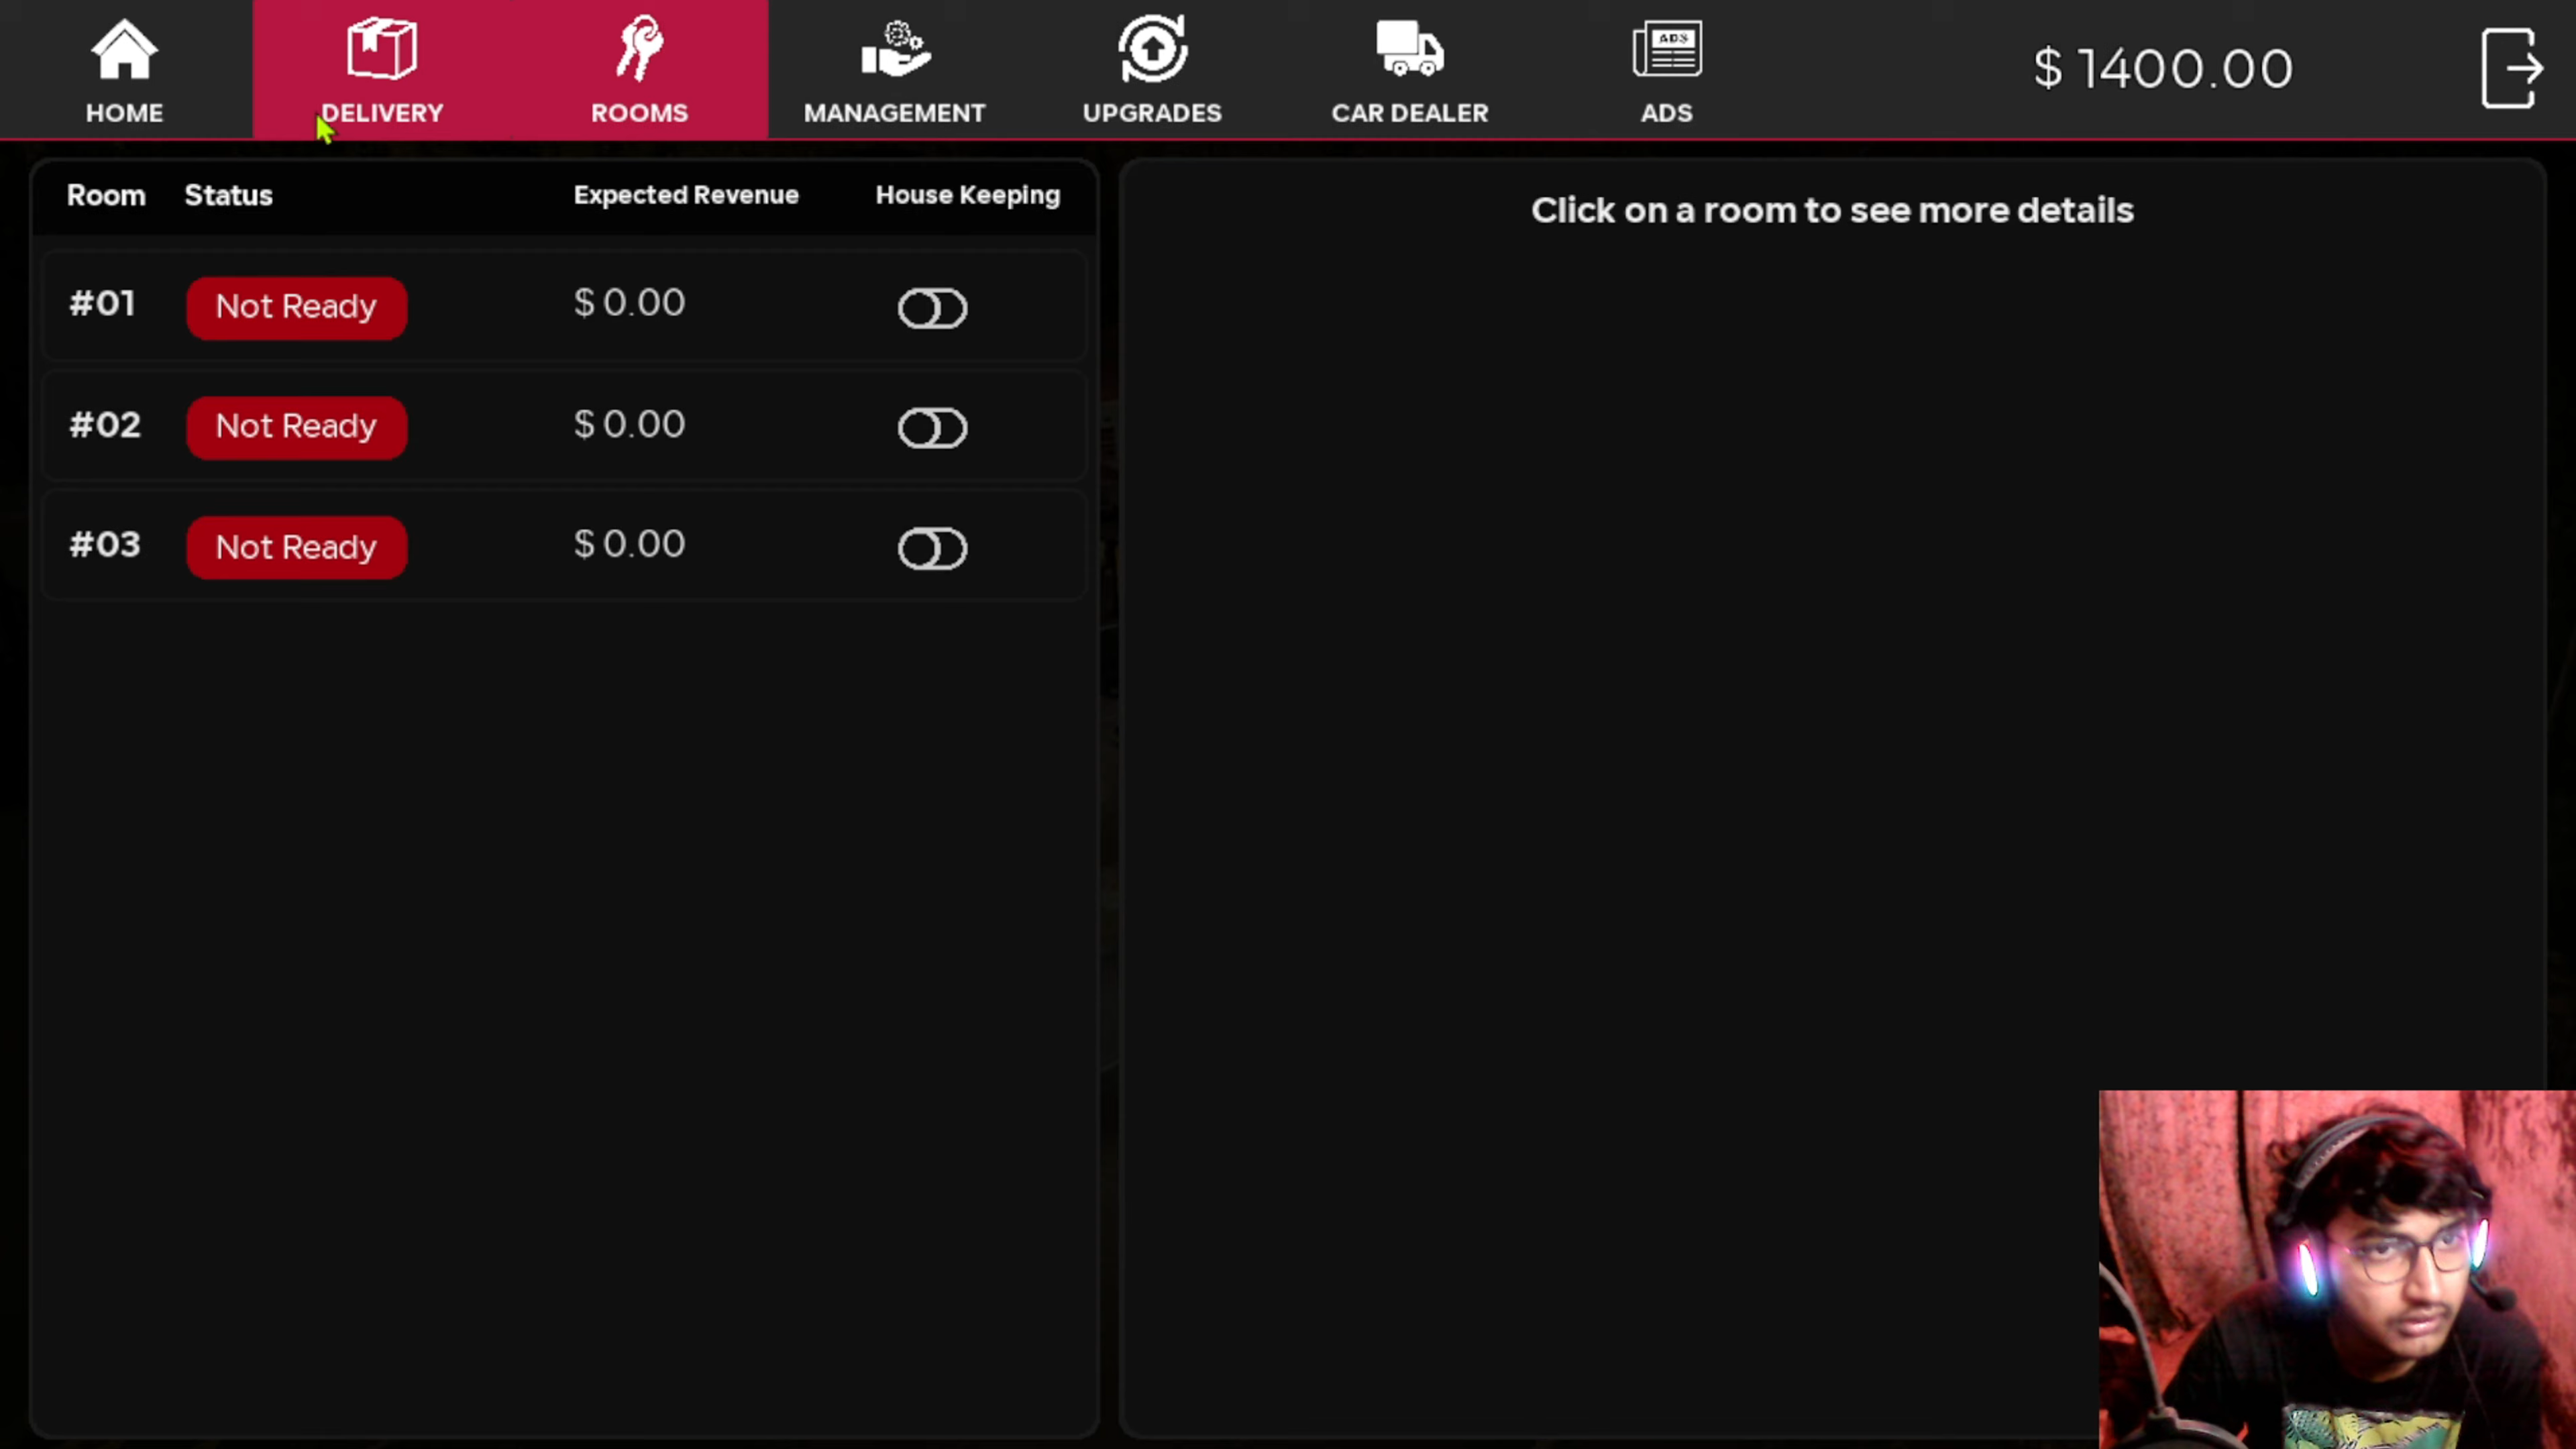 HOME DELIVERY ROOMS MANAGEMENT UPGRADES CAR DEALER ADS ADS $ 1400.00
Room Status Expected Revenue House Keeping
#01 Not Ready $ 0.00
#02 Not Ready $ 0.00
#03 Not Ready $ 0.00
Click on a room to see more details